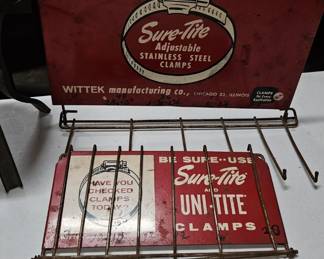 Sure-Tite
Adjustable
STAINLESS STEEL
CLAMPS
WITTEK manufacturing co., CHICAGO 23, ILLINOIS
CLAMPS
HAVE YOU
CHECKED
CLAMPS
TODAY?
BE SURE--USE
Sure-Tite
AND
UNI-TITE
CLAMPS